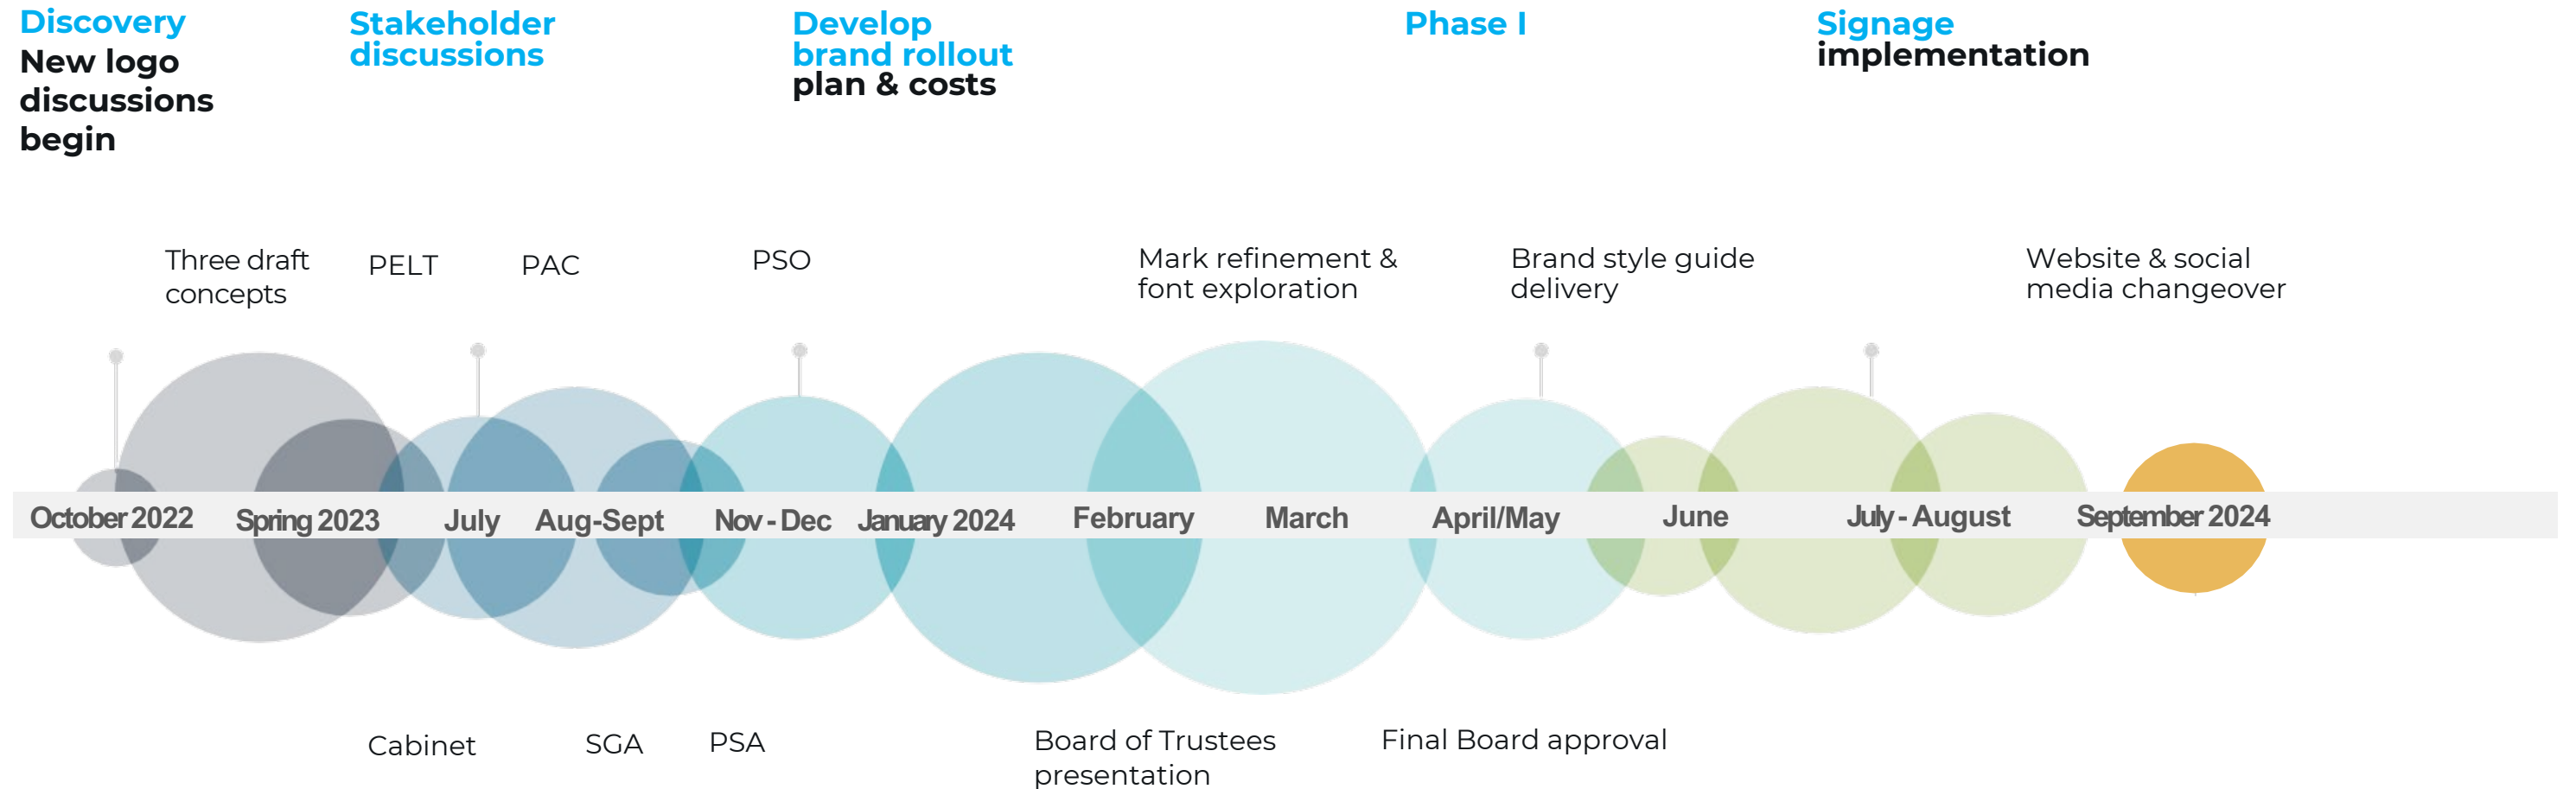 Discovery
New logo
discussions
begin
Stakeholder
discussions
Develop
brand rollout
plan & costs
Phase I
Signage
implementation
Three draft
concepts
PELT
PAC
PSO
Mark refinement &
font exploration
Brand style guide
delivery
Website & social
media changeover
October 2022
Spring 2023
July
Aug-Sept
Nov - Dec
January 2024
February
March
April/May
June
July - August
September 2024
Cabinet
SGA
PSA
Board of Trustees
presentation
Final Board approval